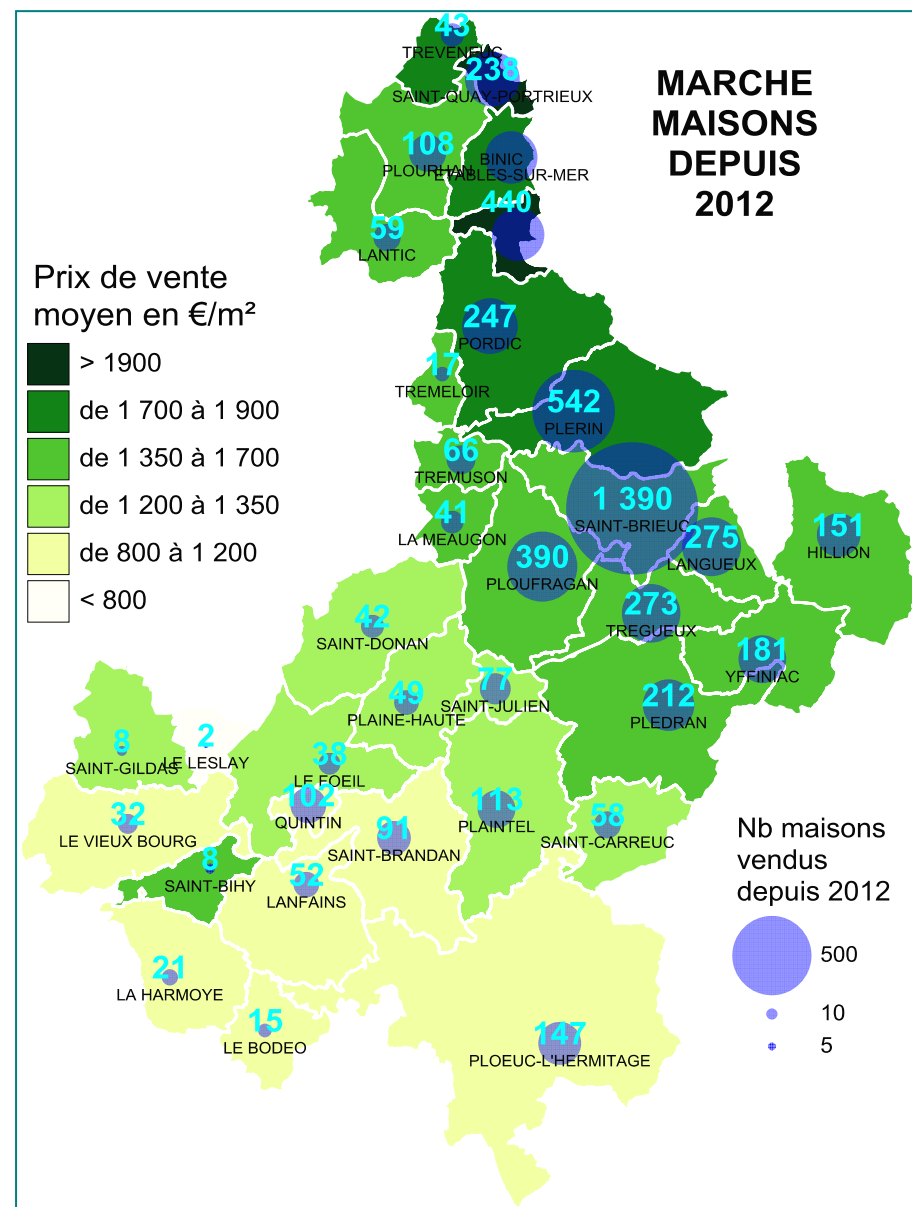 43
TREVENEUC
238
SAINT-QUAY-PORTRIEUX
MARCHE
MAISONS
DEPUIS
2012
108
PLOURHAN
BINIC
ETABLES-SUR-MER
440
59
LANTIC
Prix de vente
moyen en €/m²
> 1900
de 1 700 à 1 900
de 1 350 à 1 700
de 1 200 à 1 350
de 800 à 1 200
< 800
247
PORDIC
17
TREMELOIR
542
PLERIN
66
TREMUSON
1 390
SAINT-BRIEUC
41
LA MEAUGON
275
LANGUEUX
151
HILLION
390
PLOUFRAGAN
273
TREGUEUX
42
SAINT-DONAN
181
YFFINIAC
77
SAINT-JULIEN
49
PLAINE-HAUTE
212
PLEDRAN
8
SAINT-GILDAS
2
LE LESLAY
38
LE FOEIL
102
QUINTIN
113
PLAINTEL
58
SAINT-CARREUC
32
LE VIEUX BOURG
91
SAINT-BRANDAN
8
SAINT-BIHY
52
LANFAINS
Nb maisons
vendus
depuis 2012
500
10
5
21
LA HARMOYE
15
LE BODEO
147
PLOEUC-L'HERMITAGE